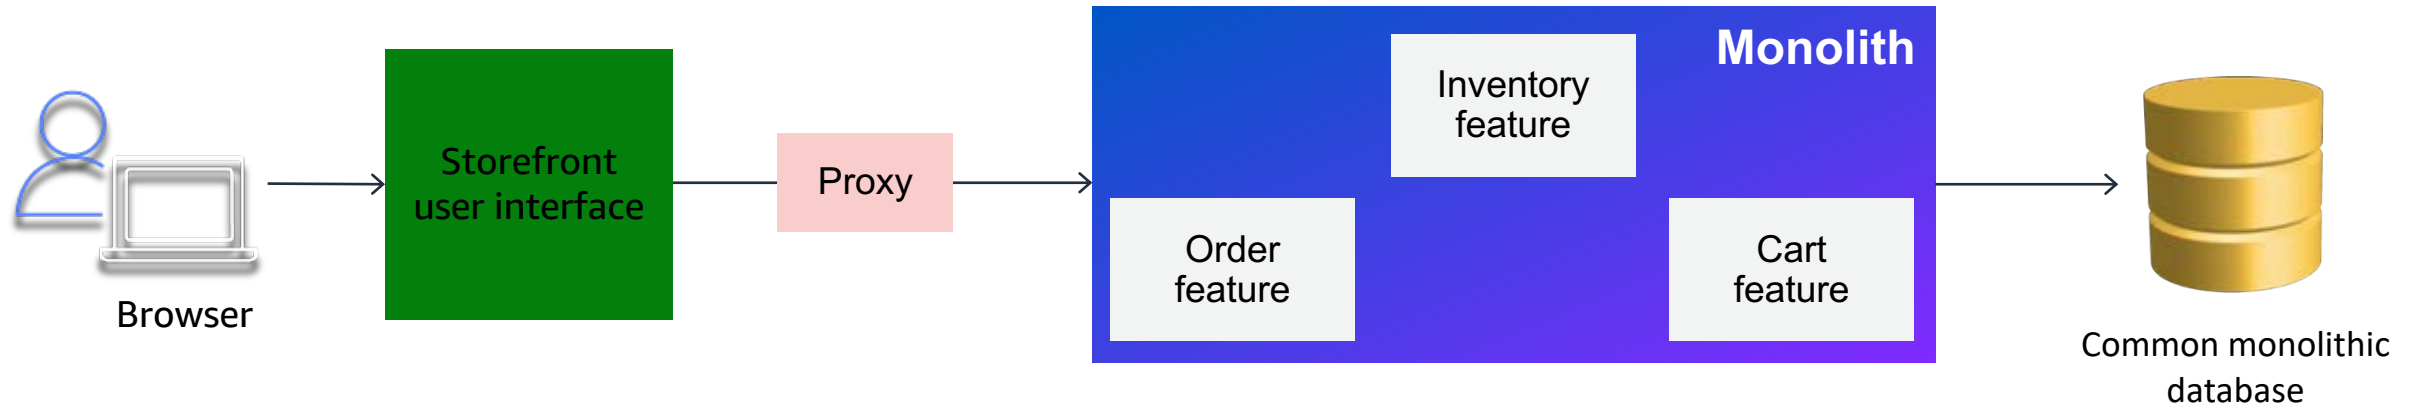 Browser
Storefront
user interface
Proxy
Monolith
Inventory
feature
Order
feature
Cart
feature
Common monolithic
database